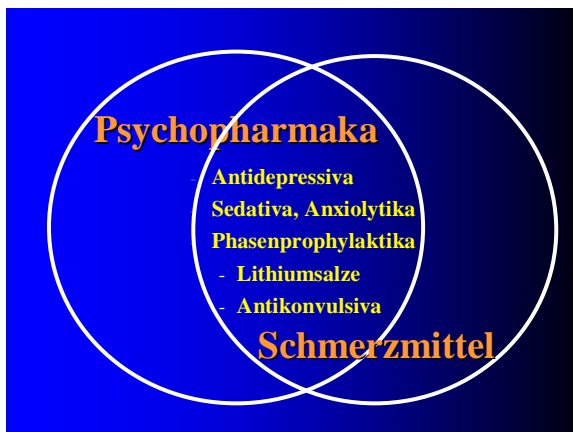 Psychopharmaka
- Antidepressiva
Sedativa, Anxiolytika
Phasenprophylaktika
- Lithiumsalze
- Antikonvulsiva
Schmerzmittel